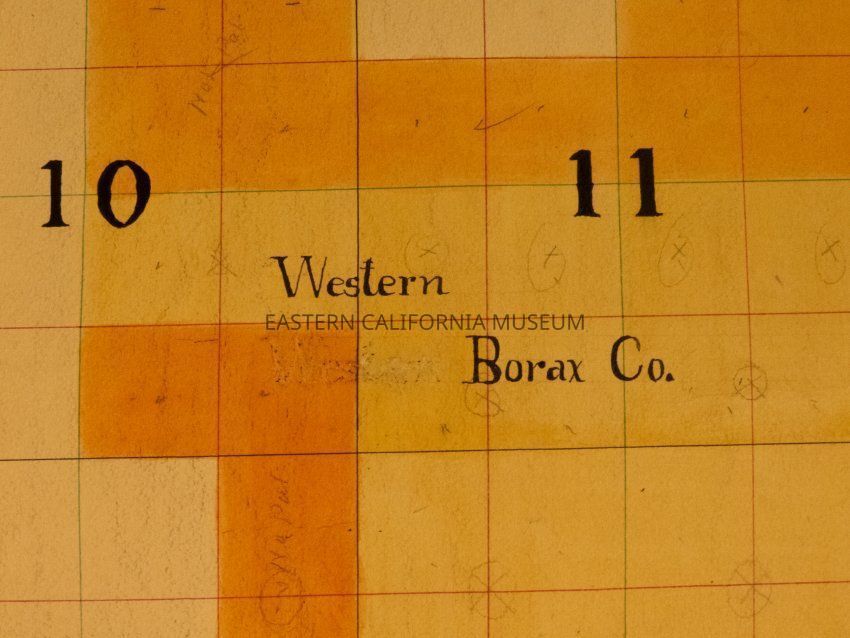 10 11
Western
EASTERN CALIFORNIA MUSEUM
Borax Co.